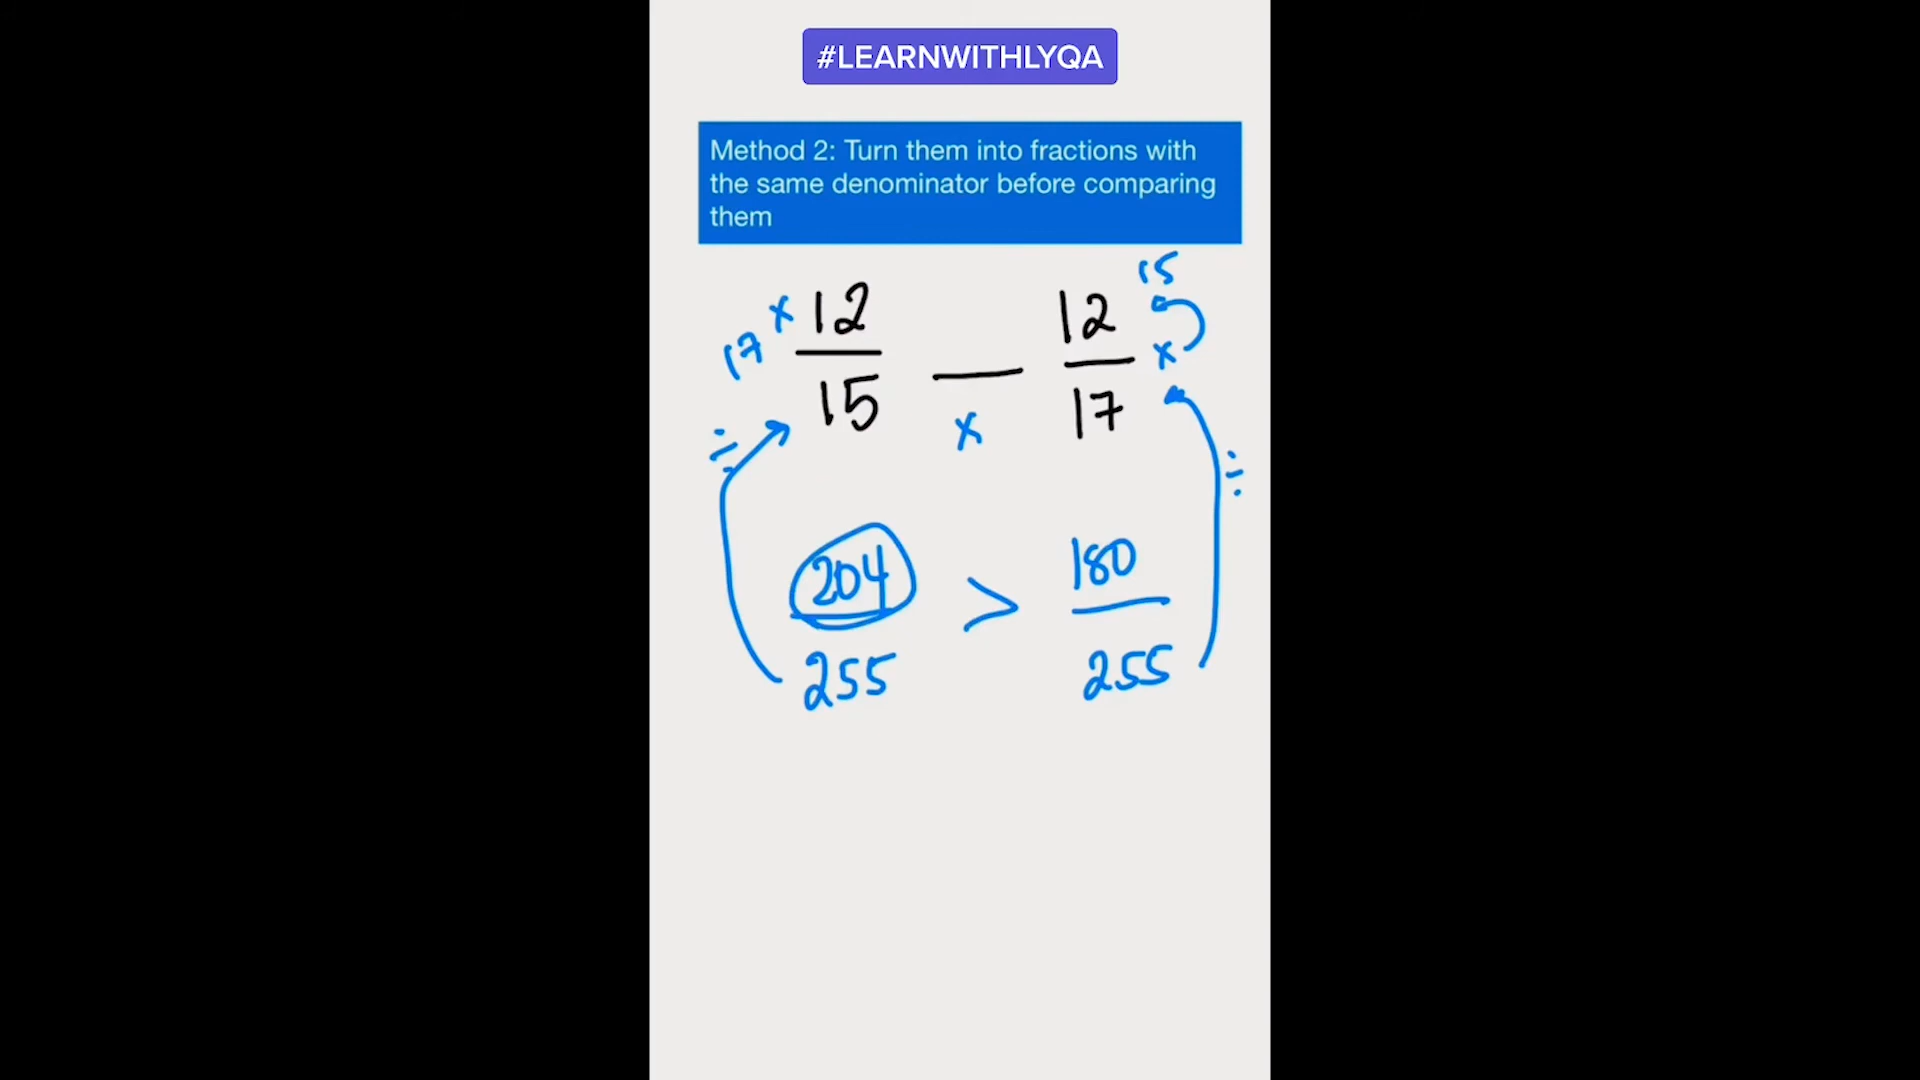 #LEARNWITHLYQA
Method 2: Turn them into fractions with
the same denominator before comparing
them
15
x 12 12
17 x
15 17
x
÷ ÷
204 > 180
255 255